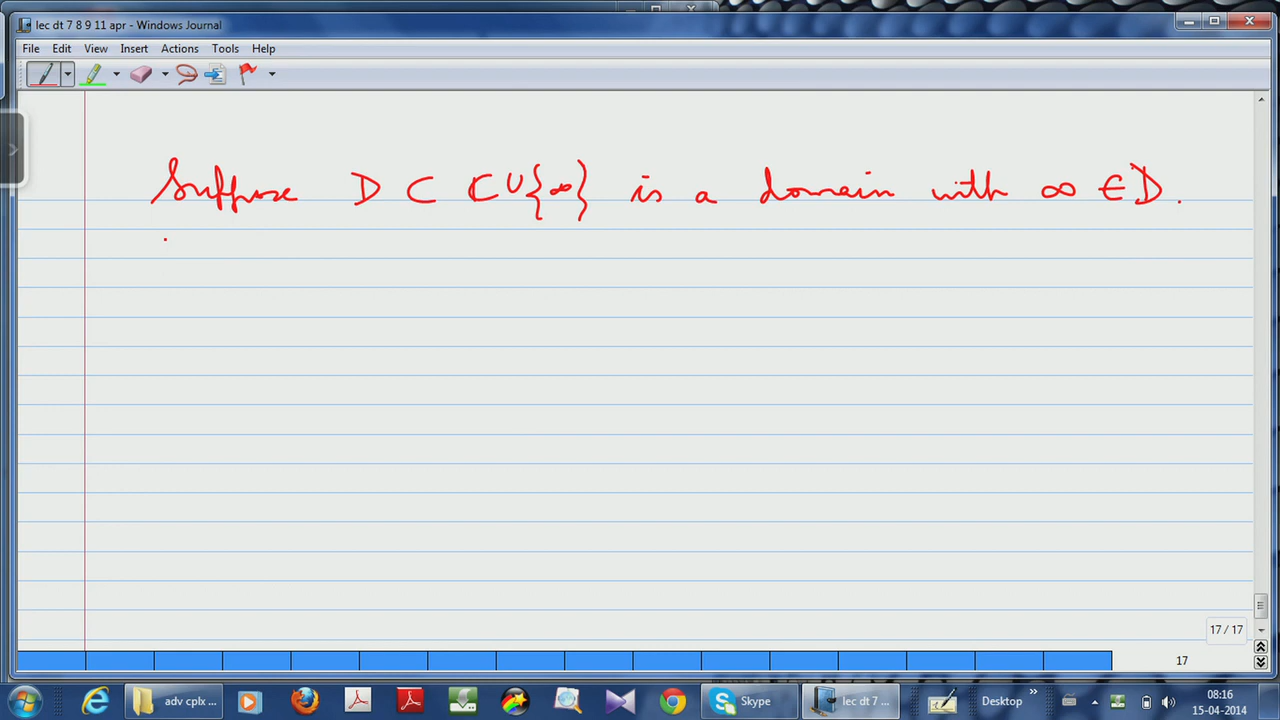 lec dt 7 8 9 11 apr - Windows Journal
File Edit View Insert Actions Tools Help
Suppose D ⊂ ℂ ∪ {∞} is a domain with ∞ ∈ D.
17 / 17
17
adv cplx ...
Skype
lec dt 7 ...
Desktop
08:16
15-04-2014